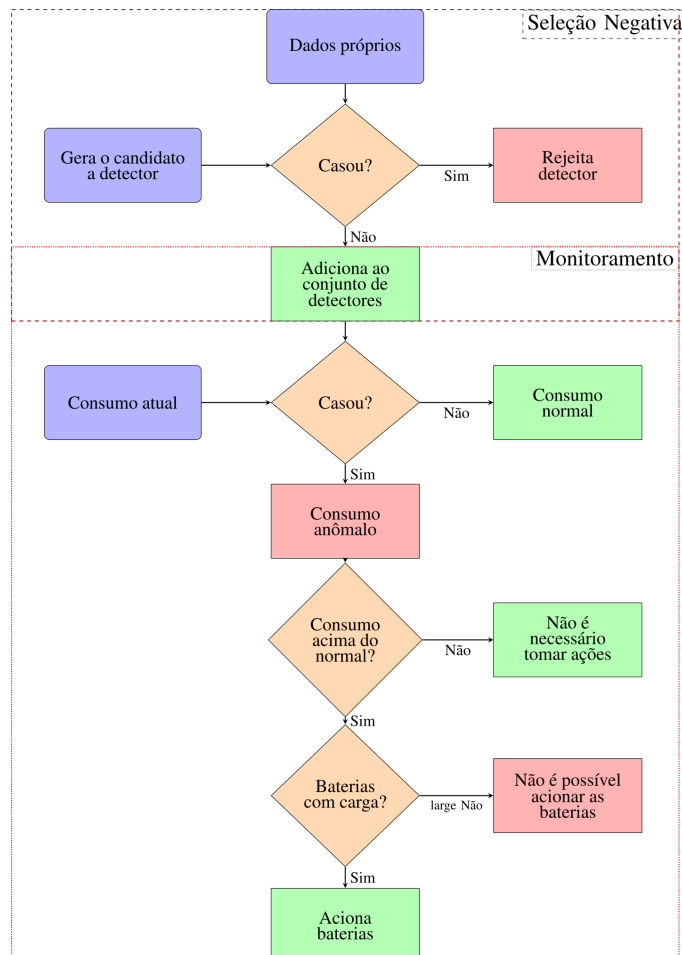 Seleção Negativa
Dados próprios
Gera o candidato
a detector
Casou?
Sim
Rejeita
detector
Não
Monitoramento
Adiciona ao
conjunto de
detectores
Consumo atual
Casou?
Não
Consumo
normal
Sim
Consumo
anômalo
Consumo
acima do
normal?
Não
Não é
necessário
tomar ações
Sim
Baterias
com carga?
large Não
Não é possível
acionar as
baterias
Sim
Aciona
baterias